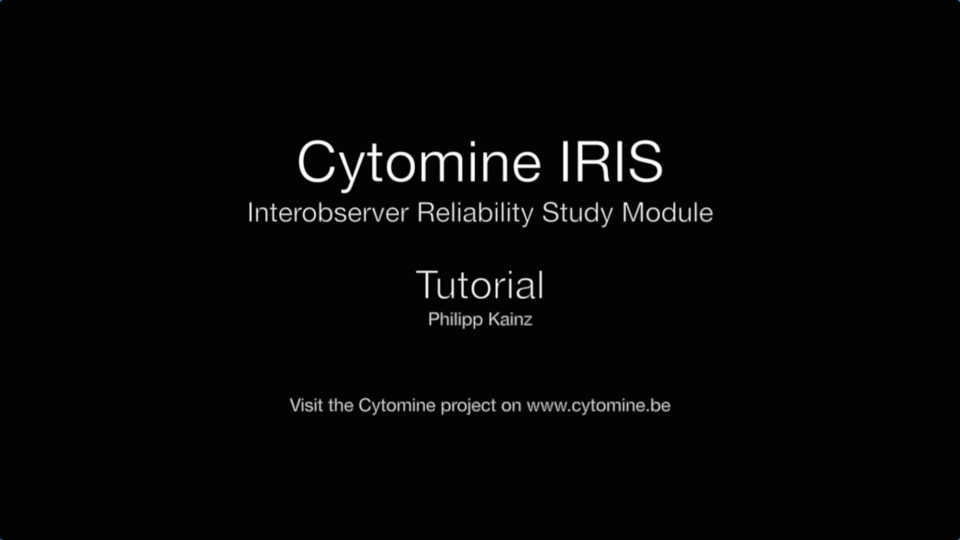 Cytomine IRIS
Interobserver Reliability Study Module
Tutorial
Philipp Kainz
Visit the Cytomine project on www.cytomine.be